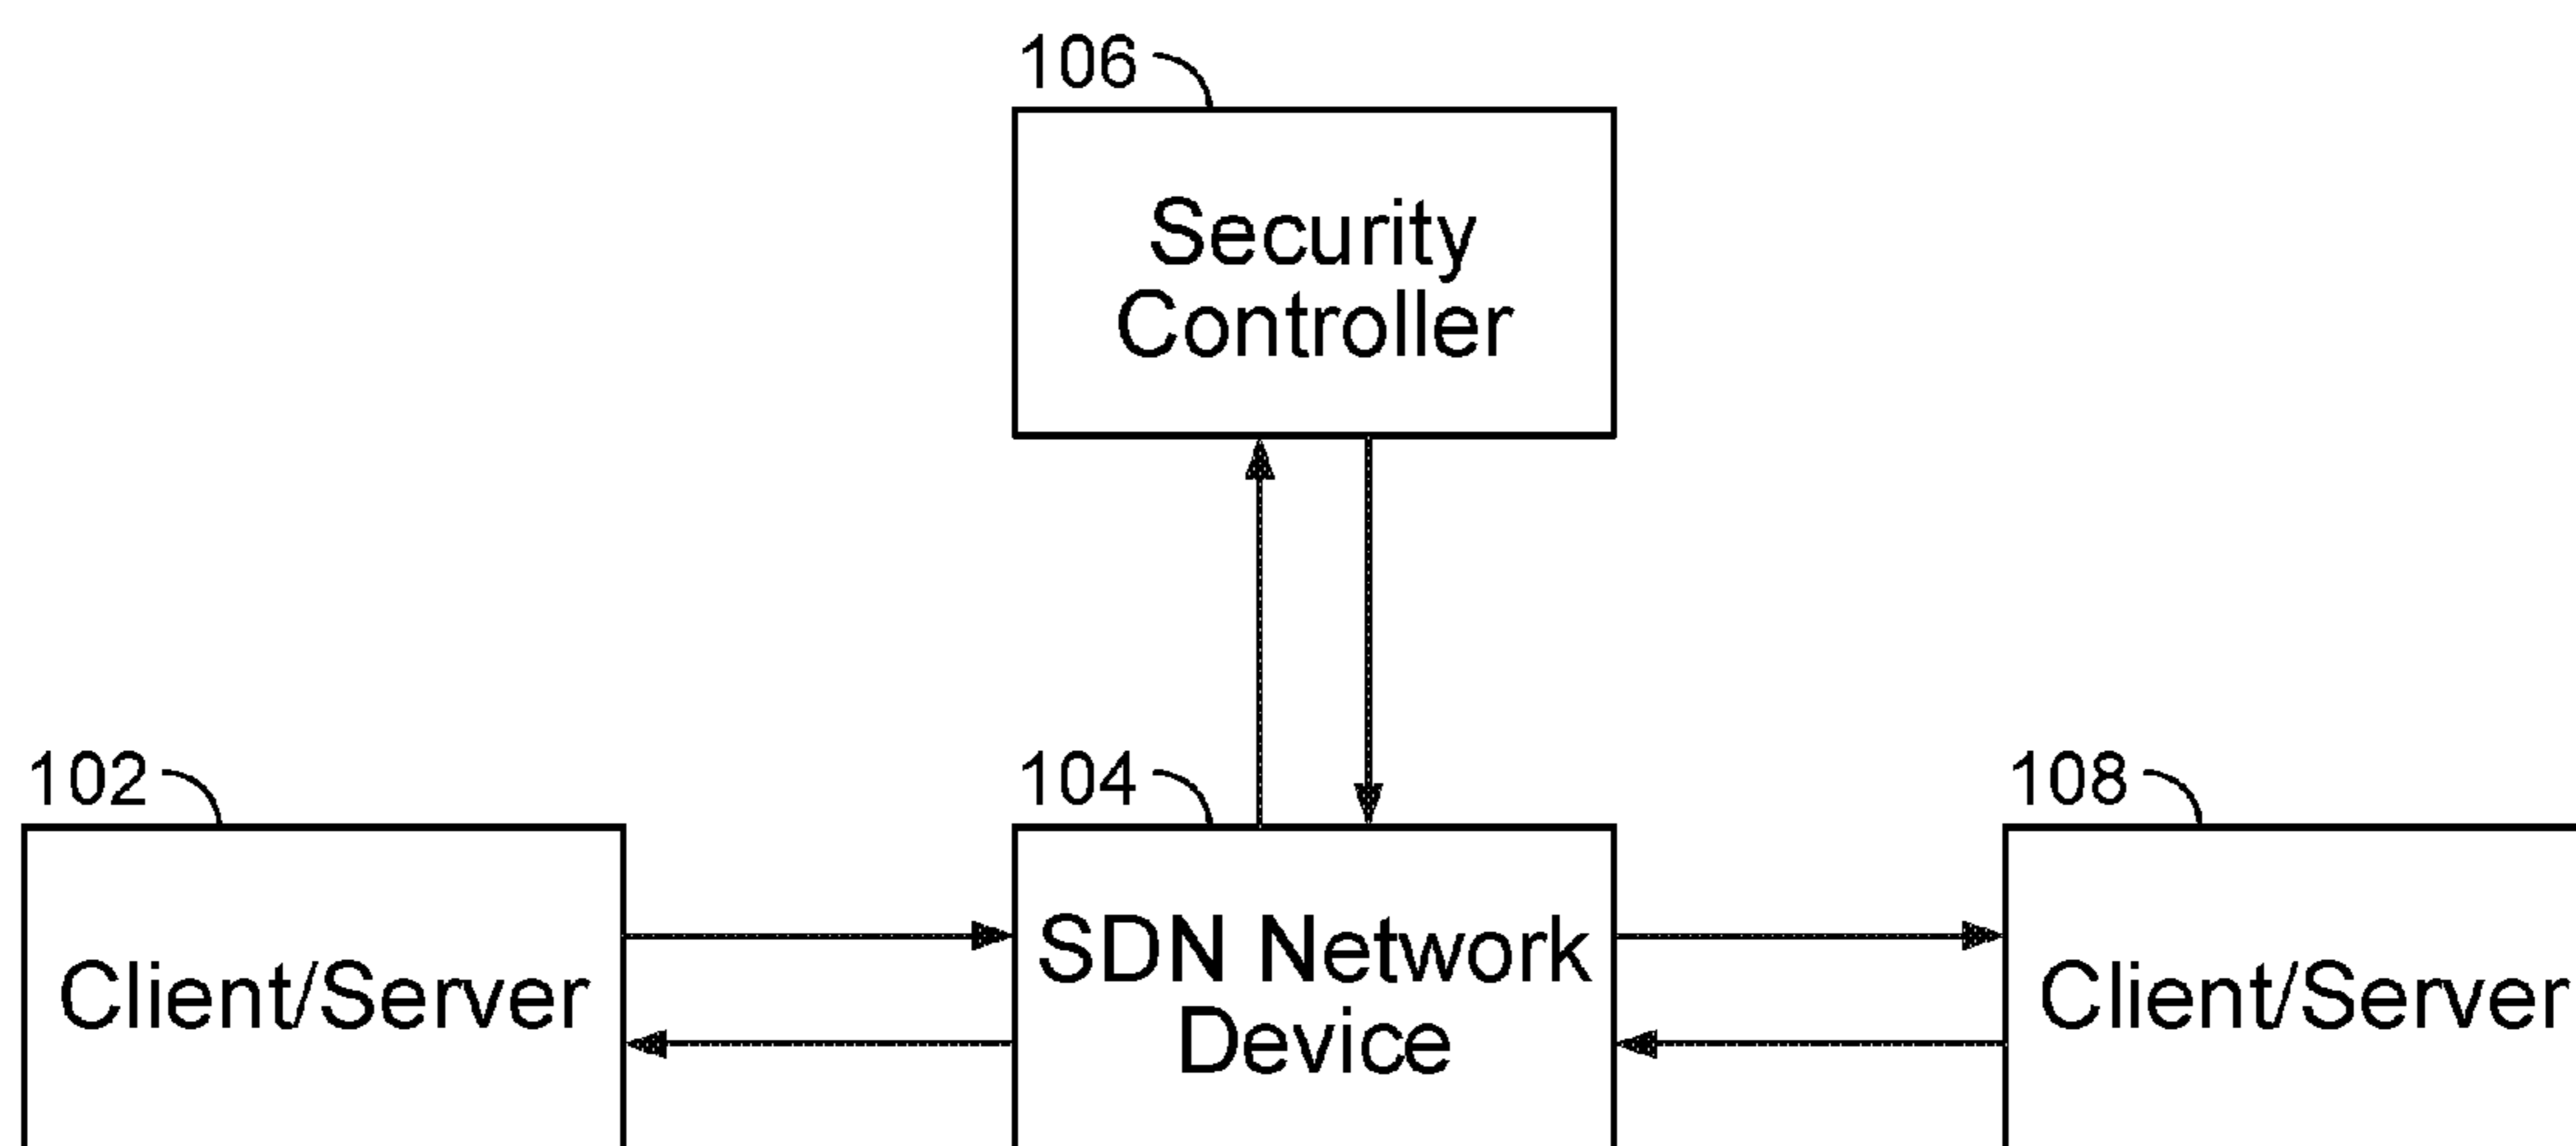 106
Security
Controller
102
104
108
Client/Server
SDN Network
Device
Client/Server